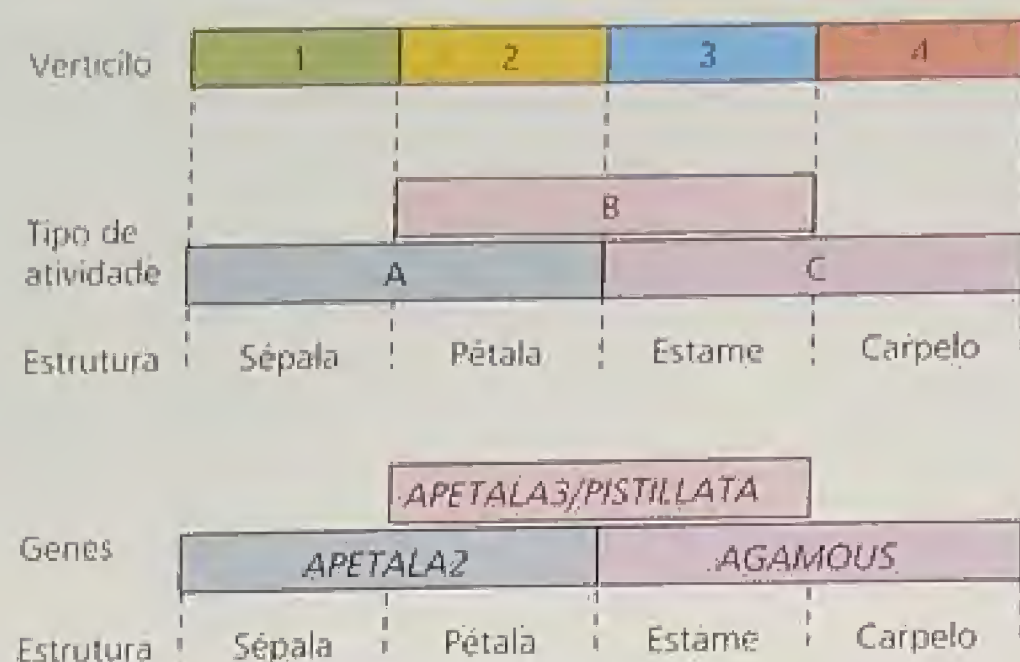 Verticilo 1 2 3 4
B
Tipo de
atividade A C
Estrutura Sépala Pétala Estame Carpelo
APETALA3/PISTILLATA
Genes APETALA2 AGAMOUS
Estrutura Sépala Pétala Estame Carpelo